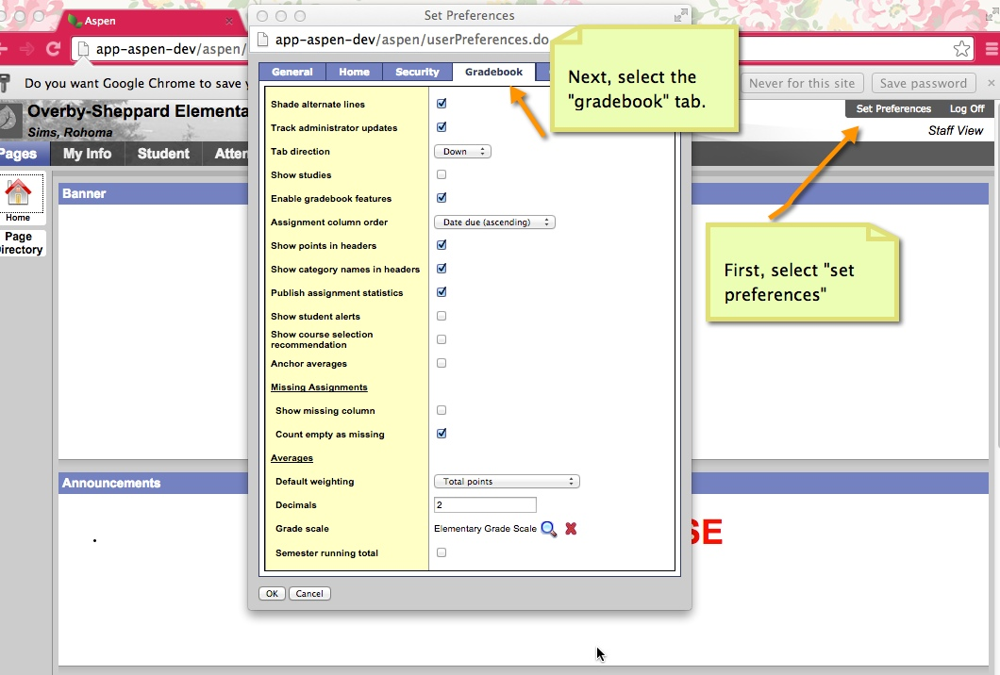 Aspen
Set Preferences
app-aspen-dev/aspen/
app-aspen-dev/aspen/userPreferences.do
Do you want Google Chrome to save
Never for this site
Save password
Overby-Sheppard Elementa
Sims, Rohoma
Set Preferences
Log Off
Staff View
Pages
My Info
Student
Atten
Home
Page
Directory
Banner
Announcements
SE
General
Home
Security
Gradebook
Shade alternate lines
Track administrator updates
Tab direction
Down
Show studies
Enable gradebook features
Assignment column order
Date due (ascending)
Show points in headers
Show category names in headers
Publish assignment statistics
Show student alerts
Show course selection
recommendation
Anchor averages
Missing Assignments
Show missing column
Count empty as missing
Averages
Default weighting
Total points
Decimals
2
Grade scale
Elementary Grade Scale
Semester running total
OK
Cancel
Next, select the
"gradebook" tab.
First, select "set
preferences"